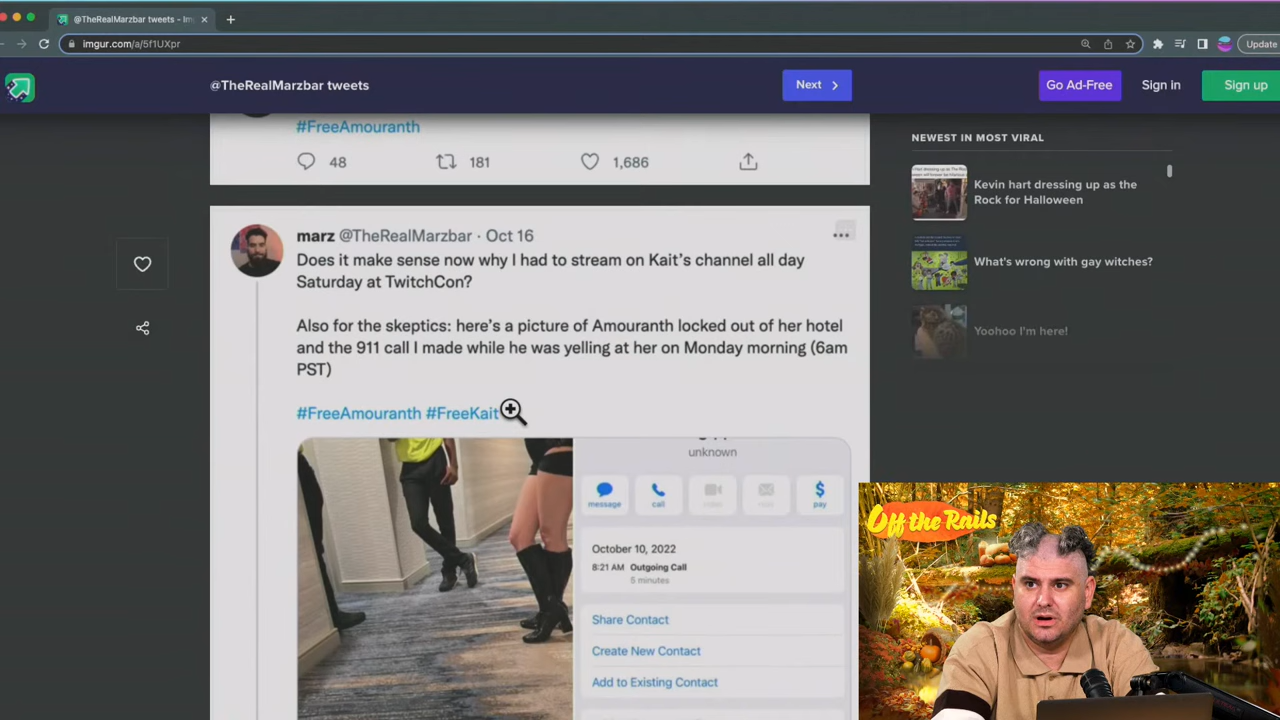 @TheRealMarzbar tweets - Im
imgur.com/a/5f1UXpr
Update
@TheRealMarzbar tweets
Next
Go Ad-Free
Sign in
Sign up
#FreeAmouranth
48
181
1,686
marz @TheRealMarzbar · Oct 16
Does it make sense now why I had to stream on Kait's channel all day
Saturday at TwitchCon?
Also for the skeptics: here's a picture of Amouranth locked out of her hotel
and the 911 call I made while he was yelling at her on Monday morning (6am
PST)
#FreeAmouranth #FreeKait
unknown
message
call
pay
October 10, 2022
8:21 AM Outgoing Call
5 minutes
Share Contact
Create New Contact
Add to Existing Contact
NEWEST IN MOST VIRAL
Kevin hart dressing up as the
Rock for Halloween
What's wrong with gay witches?
Yoohoo I'm here!
Off the Rails